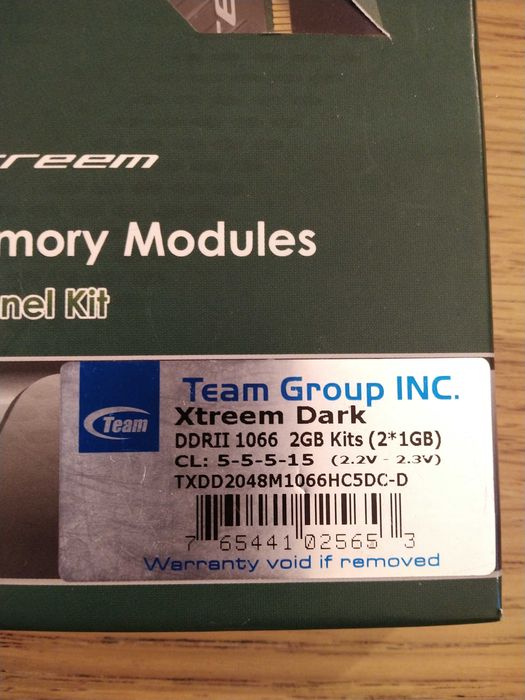 reem
mory Modules
nel Kit
Team
Team Group INC.
Xtreem Dark
DDRII 1066 2GB Kits (2*1GB)
CL: 5-5-5-15 (2.2V - 2.3V)
TXDD2048M1066HC5DC-D
7 65441 02565 3
Warranty void if removed